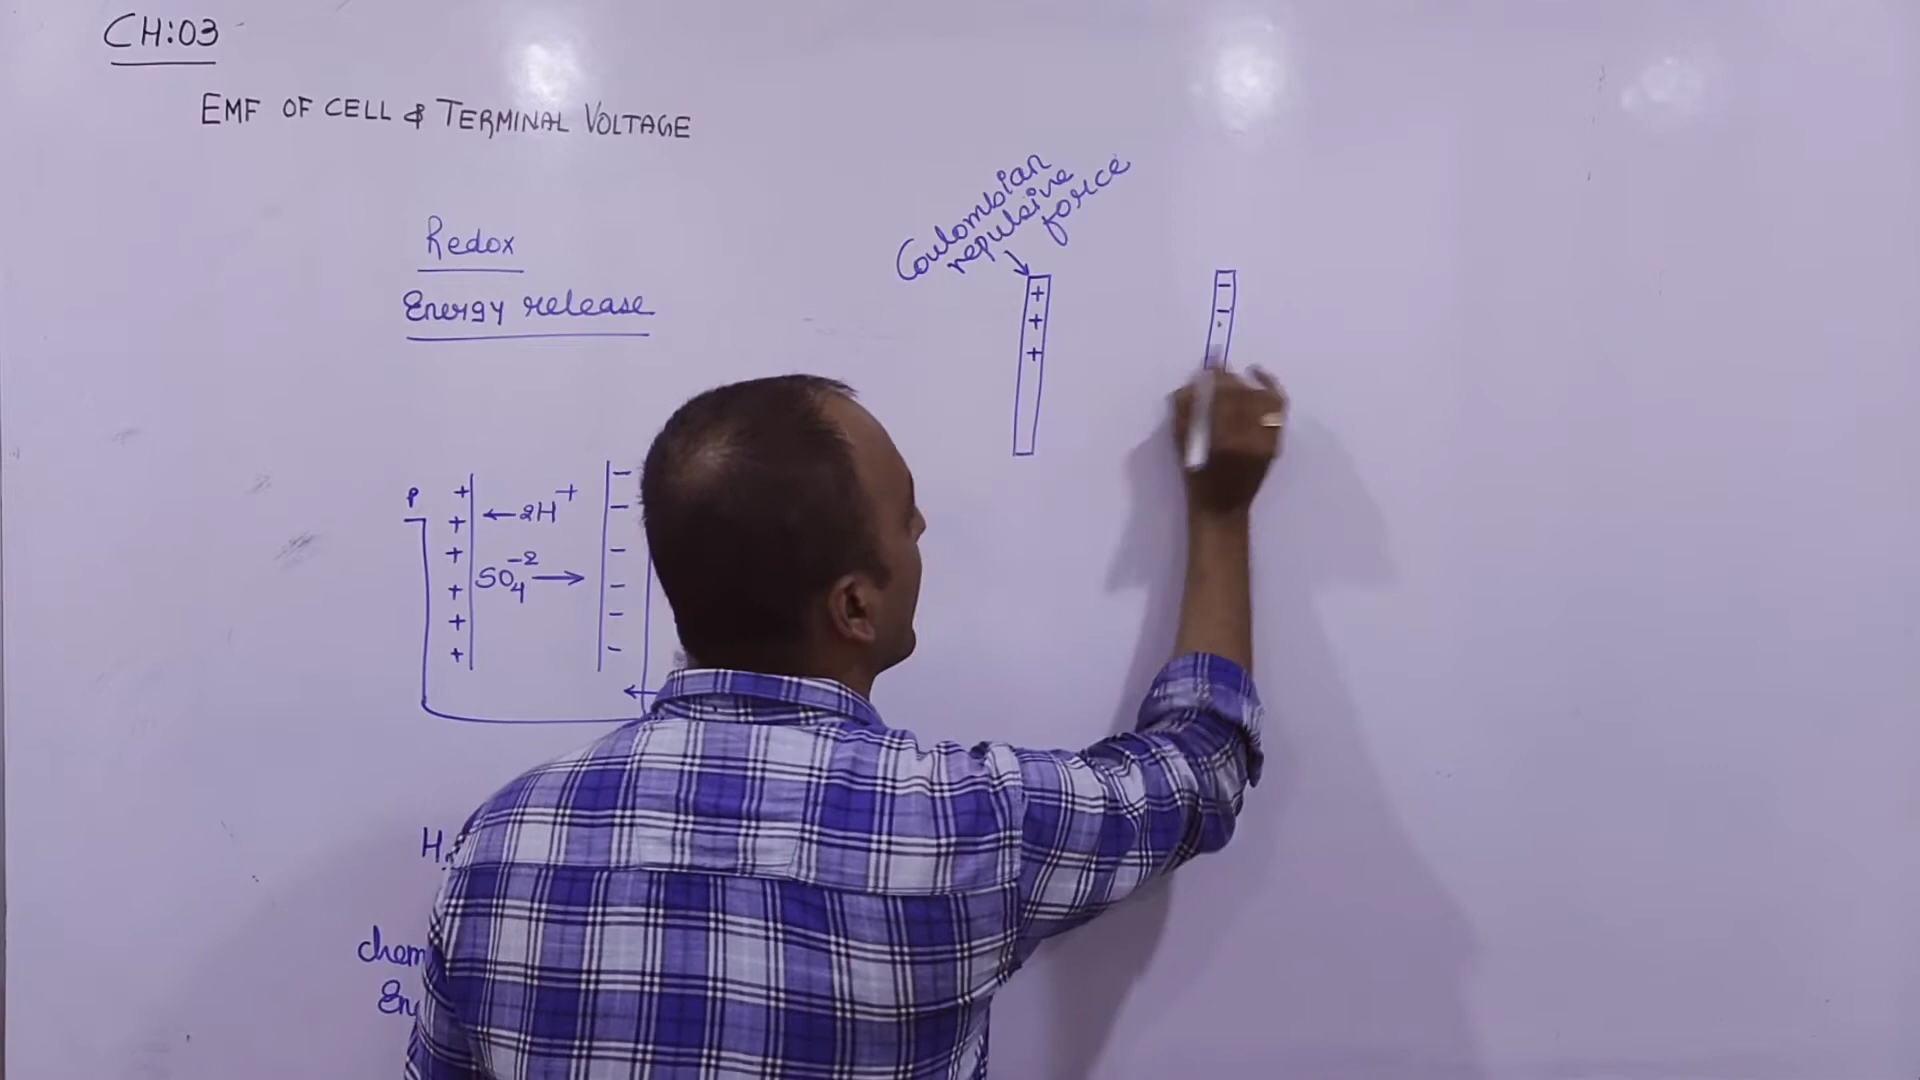 CH:03
EMF OF CELL & TERMINAL VOLTAGE
Redox
Energy release
Coulombian
repulsive
force
+ -
+ -
+
P
+ ←2H⁺ -
+ -
+ SO₄⁻² → -
+ -
+ -
+ -